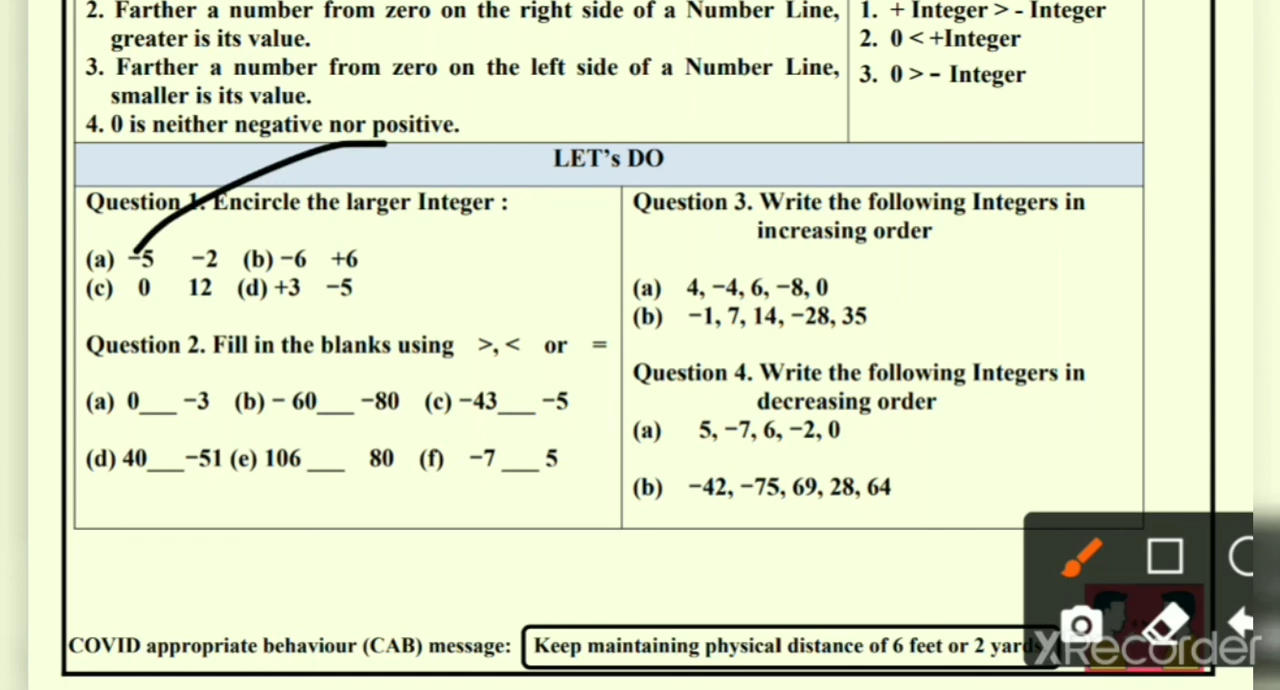 2. Farther a number from zero on the right side of a Number Line,
greater is its value.
3. Farther a number from zero on the left side of a Number Line,
smaller is its value.
4. 0 is neither negative nor positive.
1. + Integer > - Integer
2. 0 < +Integer
3. 0 > − Integer
LET's DO
Question 1. Encircle the larger Integer :
(a) −5 −2 (b) −6 +6
(c) 0 12 (d) +3 −5
Question 2. Fill in the blanks using >, < or =
(a) 0___ −3 (b) − 60___ −80 (c) −43___ −5
(d) 40___ −51 (e) 106 ___ 80 (f) −7 ___ 5
Question 3. Write the following Integers in
increasing order
(a) 4, −4, 6, −8, 0
(b) −1, 7, 14, −28, 35
Question 4. Write the following Integers in
decreasing order
(a) 5, −7, 6, −2, 0
(b) −42, −75, 69, 28, 64
COVID appropriate behaviour (CAB) message: Keep maintaining physical distance of 6 feet or 2 yards
XRecorder